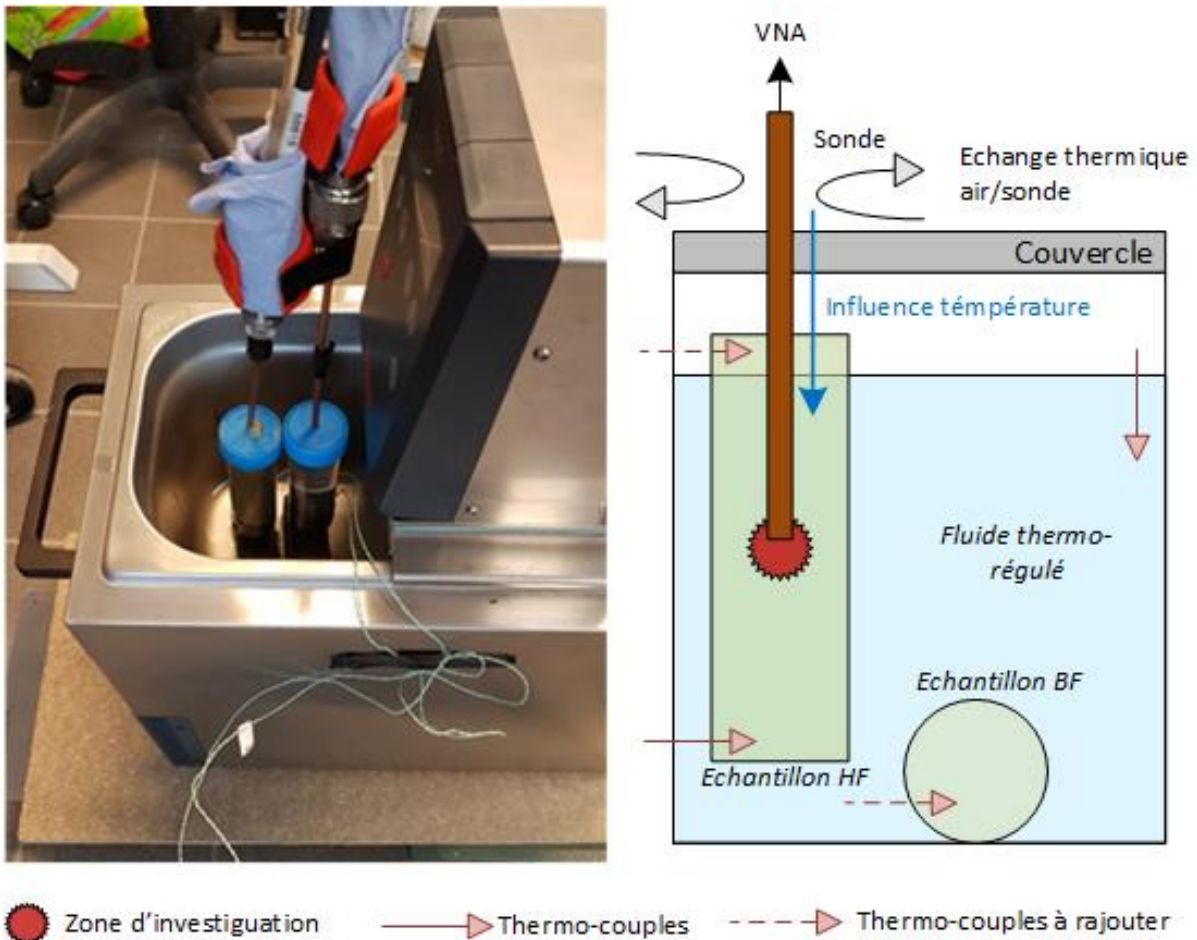 VNA
Sonde
Echange thermique
air/sonde
Couvercle
Influence témpérature
Fluide thermo-
régulé
Echantillon BF
Echantillon HF
Zone d'investiguation
Thermo-couples
Thermo-couples à rajouter